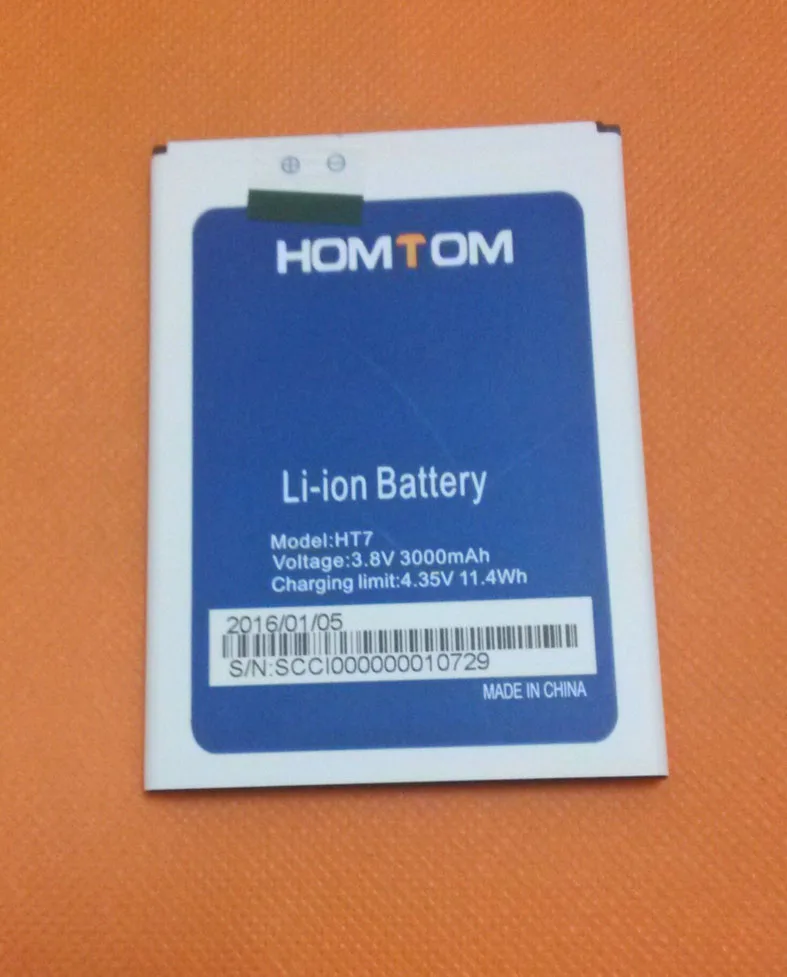 ⊕ ⊖
HOMTOM
Li-ion Battery
Model:HT7
Voltage:3.8V 3000mAh
Charging limit:4.35V 11.4Wh
2016/01/05
S/N:SCCI000000010729
MADE IN CHINA